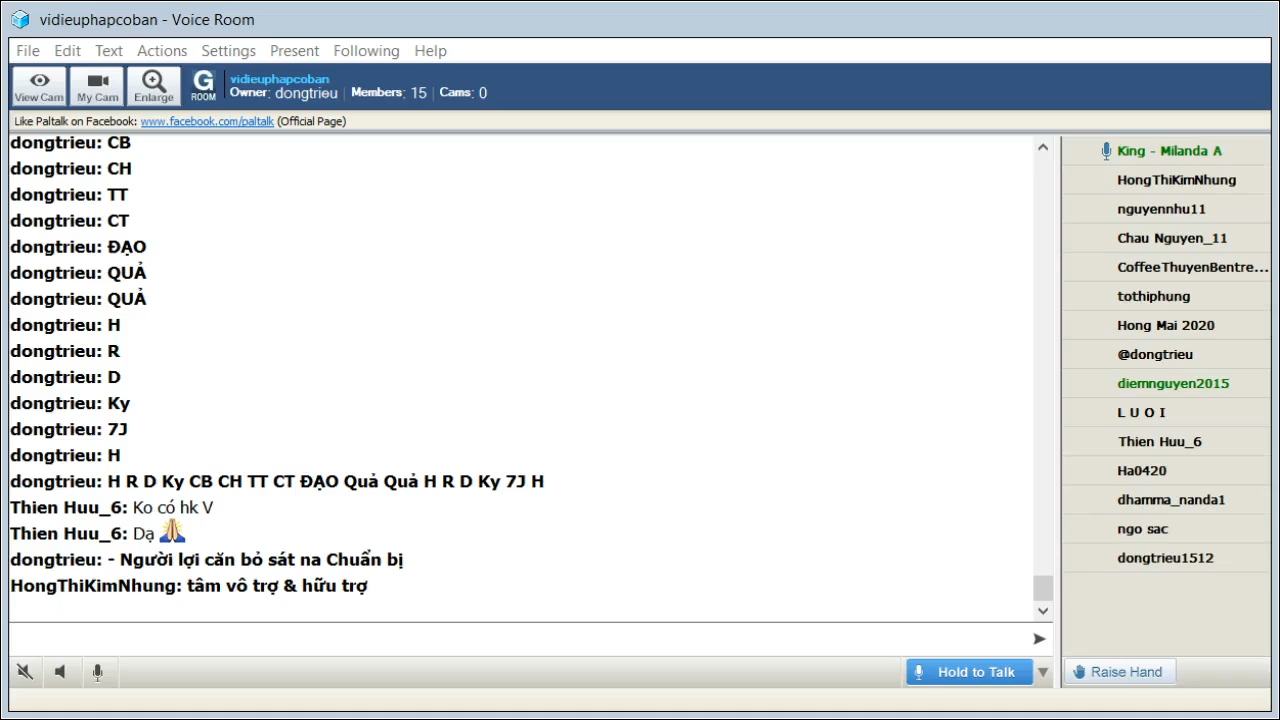 vidieuphapcoban - Voice Room
File Edit Text Actions Settings Present Following Help
View Cam My Cam Enlarge G ROOM
vidieuphapcoban
Owner: dongtrieu Members: 15 Cams: 0
Like Paltalk on Facebook: www.facebook.com/paltalk (Official Page)
dongtrieu: CB
dongtrieu: CH
dongtrieu: TT
dongtrieu: CT
dongtrieu: ĐẠO
dongtrieu: QUẢ
dongtrieu: QUẢ
dongtrieu: H
dongtrieu: R
dongtrieu: D
dongtrieu: Ky
dongtrieu: 7J
dongtrieu: H
dongtrieu: H R D Ky CB CH TT CT ĐẠO Quả Quả H R D Ky 7J H
Thien Huu_6: Ko có hk V
Thien Huu_6: Dạ
dongtrieu: - Người lợi căn bỏ sát na Chuẩn bị
HongThiKimNhung: tâm vô trợ & hữu trợ
King - Milanda A
HongThiKimNhung
nguyennhu11
Chau Nguyen_11
CoffeeThuyenBentre...
tothiphung
Hong Mai 2020
@dongtrieu
diemnguyen2015
L U O I
Thien Huu_6
Ha0420
dhamma_nanda1
ngo sac
dongtrieu1512
Hold to Talk
Raise Hand